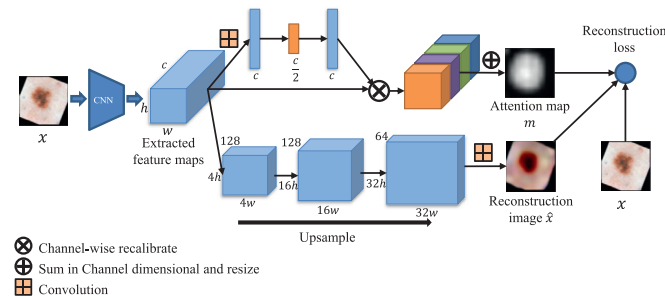 c
c
c/2
c
Reconstruction
loss
CNN
h
w
x
Extracted
feature maps
Attention map
m
128
128
64
4h
16h
32h
4w
16w
32w
Reconstruction
image x̂
x
Upsample
Channel-wise recalibrate
Sum in Channel dimensional and resize
Convolution